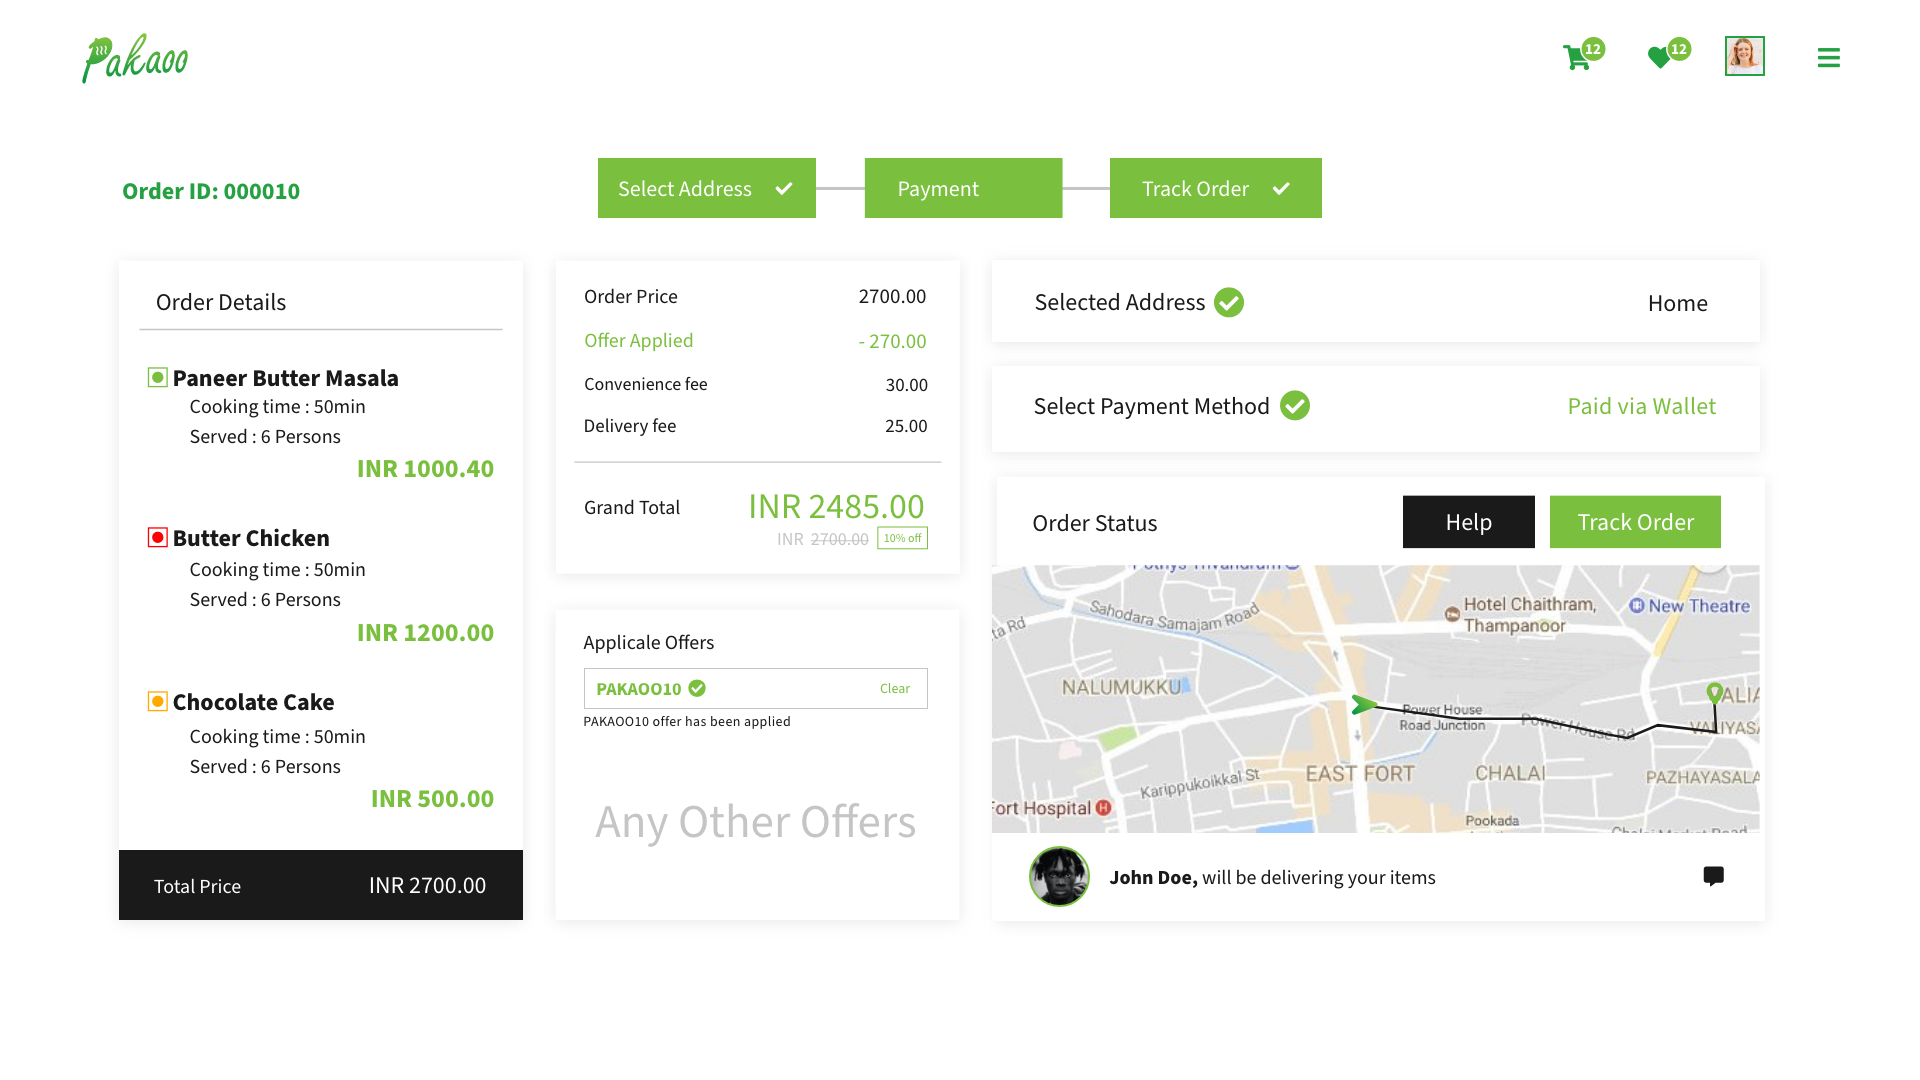 Pakaoo
12
12
Order ID: 000010
Select Address
Payment
Track Order
Order Details
Paneer Butter Masala
Cooking time : 50min
Served : 6 Persons
INR 1000.40
Butter Chicken
Cooking time : 50min
Served : 6 Persons
INR 1200.00
Chocolate Cake
Cooking time : 50min
Served : 6 Persons
INR 500.00
Total Price INR 2700.00
Order Price 2700.00
Offer Applied - 270.00
Convenience fee 30.00
Delivery fee 25.00
Grand Total INR 2485.00
INR 2700.00 10% off
Applicale Offers
PAKAOO10 Clear
PAKAOO10 offer has been applied
Any Other Offers
Selected Address Home
Select Payment Method Paid via Wallet
Order Status Help Track Order
Pothys Trivandrum
Sahodara Samajam Road
ta Rd
Hotel Chaithram,
Thampanoor
New Theatre
NALUMUKKU
ALIA
Power House
Road Junction
Power House Rd
VALIYASA
EAST FORT
CHALAI
PAZHAYASALA
Karippukoikkal St
Fort Hospital H
Pookada
Chalai Market Road
John Doe, will be delivering your items